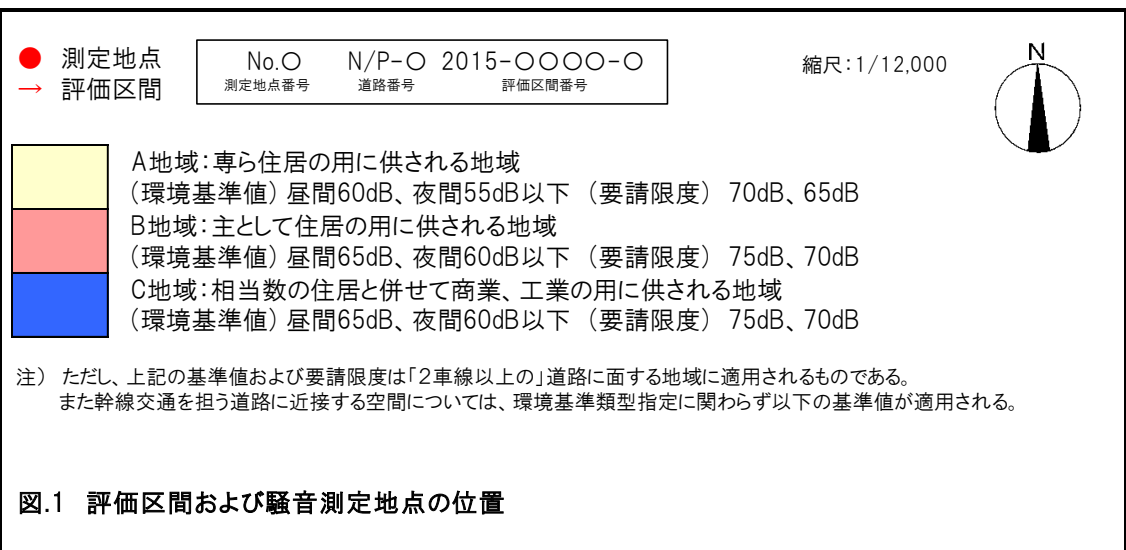 ● 測定地点
→ 評価区間
No.○ N/P-○ 2015-○○○○-○
測定地点番号 道路番号 評価区間番号
縮尺:1/12,000
N
A地域:専ら住居の用に供される地域
(環境基準値) 昼間60dB、夜間55dB以下 (要請限度) 70dB、65dB
B地域:主として住居の用に供される地域
(環境基準値) 昼間65dB、夜間60dB以下 (要請限度) 75dB、70dB
C地域:相当数の住居と併せて商業、工業の用に供される地域
(環境基準値) 昼間65dB、夜間60dB以下 (要請限度) 75dB、70dB
注) ただし、上記の基準値および要請限度は「2車線以上の」道路に面する地域に適用されるものである。
また幹線交通を担う道路に近接する空間については、環境基準類型指定に関わらず以下の基準値が適用される。
図.1 評価区間および騒音測定地点の位置